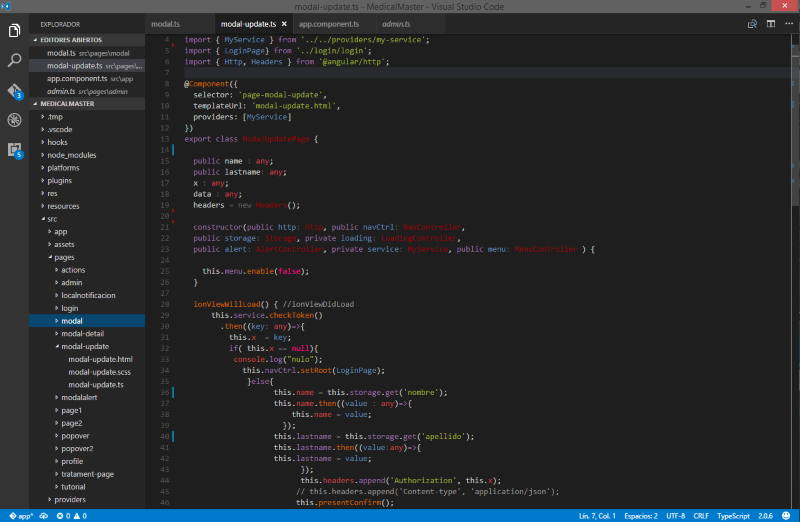 modal-update.ts - MedicalMaster - Visual Studio Code
EXPLORADOR
modal.ts
modal-update.ts
app.component.ts
admin.ts
EDITORES ABIERTOS
modal.ts src\pages\modal
modal-update.ts src\pages\...
app.component.ts src\app
admin.ts src\pages\admin
MEDICALMASTER
.tmp
.vscode
hooks
node_modules
platforms
plugins
res
resources
src
app
assets
pages
actions
admin
localnotificacion
login
modal
modal-detail
modal-update
modal-update.html
modal-update.scss
modal-update.ts
modalalert
page1
page2
popover
popover2
profile
tratament-page
tutorial
providers
3
5
4 import { MyService } from '../../providers/my-service';
5 import { LoginPage} from '../login/login';
6 import { Http, Headers } from '@angular/http';
7
8 @Component({
9 selector: 'page-modal-update',
10 templateUrl: 'modal-update.html',
11 providers: [MyService]
12 })
13 export class ModalUpdatePage {
14
15 public name : any;
16 public lastname: any;
17 x : any;
18 data : any;
19 headers = new Headers();
20
21 constructor(public http: Http, public navCtrl: NavController,
22 public storage: Storage, private loading: LoadingController,
23 public alert: AlertController, private service: MyService, public menu: MenuController ) {
24
25 this.menu.enable(false);
26 }
27
28 ionViewWillLoad() { //ionViewDidLoad
29 this.service.checkToken()
30 .then((key: any)=>{
31 this.x = key;
32 if( this.x == null){
33 console.log("nulo");
34 this.navCtrl.setRoot(LoginPage);
35 }else{
36 this.name = this.storage.get('nombre');
37 this.name.then((value : any)=>{
38 this.name = value;
39 });
40 this.lastname = this.storage.get('apellido');
41 this.lastname.then((value:any)=>{
42 this.lastname = value;
43 });
44 this.headers.append('Authorization', this.x);
45 // this.headers.append('Content-type', 'application/json');
46 this.presentConfirm();
app* 0 0 Lín. 7, Col. 1 Espacios: 2 UTF-8 CRLF TypeScript 2.0.6